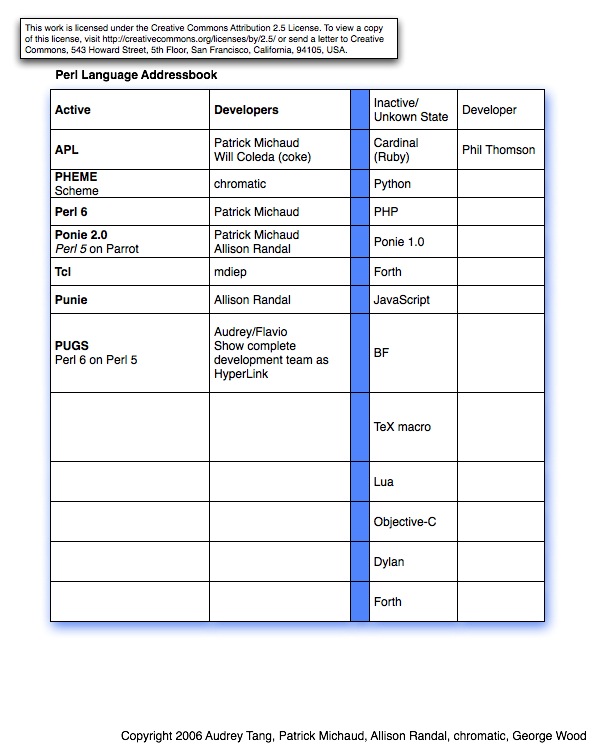 This work is licensed under the Creative Commons Attribution 2.5 License. To view a copy
of this license, visit http://creativecommons.org/licenses/by/2.5/ or send a letter to Creative
Commons, 543 Howard Street, 5th Floor, San Francisco, California, 94105, USA.
Perl Language Addressbook
Active Developers Inactive/
Unkown State Developer
APL Patrick Michaud
Will Coleda (coke) Cardinal
(Ruby) Phil Thomson
PHEME
Scheme chromatic Python
Perl 6 Patrick Michaud PHP
Ponie 2.0
Perl 5 on Parrot Patrick Michaud
Allison Randal Ponie 1.0
Tcl mdiep Forth
Punie Allison Randal JavaScript
PUGS
Perl 6 on Perl 5 Audrey/Flavio
Show complete
development team as
HyperLink BF
TeX macro
Lua
Objective-C
Dylan
Forth
Copyright 2006 Audrey Tang, Patrick Michaud, Allison Randal, chromatic, George Wood